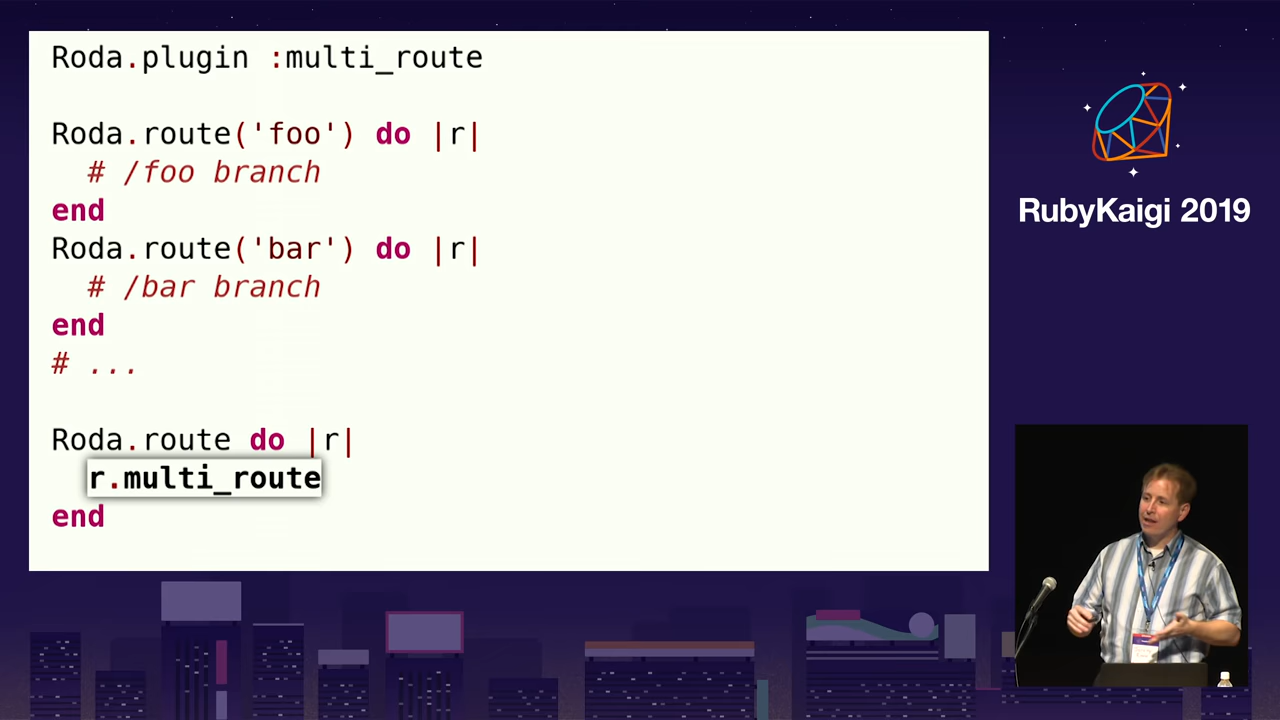 Roda.plugin :multi_route
Roda.route('foo') do |r|
# /foo branch
end
Roda.route('bar') do |r|
# /bar branch
end
# ...
Roda.route do |r|
r.multi_route
end
RubyKaigi 2019